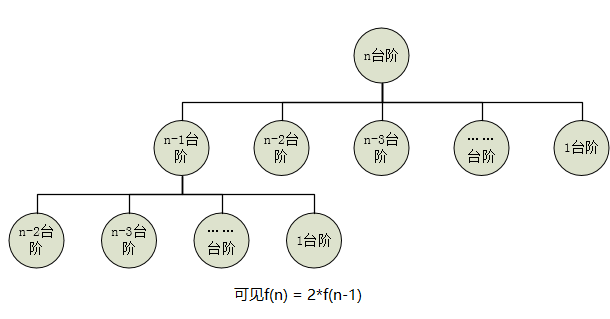 n台阶
n-1台
阶
n-2台
阶
n-3台
阶
……
台阶
1台阶
n-2台
阶
n-3台
阶
……
台阶
1台阶
可见f(n) = 2*f(n-1)